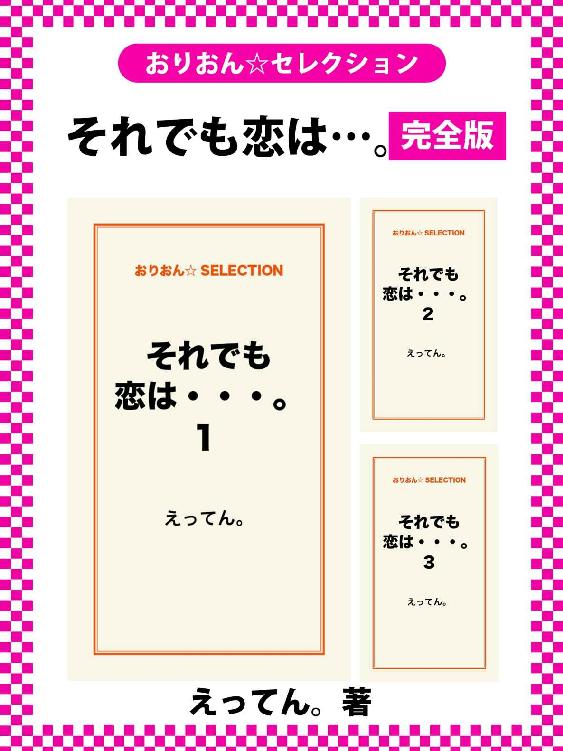 おりおん☆セレクション
それでも恋は…。完全版
おりおん☆ SELECTION
それでも
恋は・・・。
1
えってん。
おりおん☆ SELECTION
それでも
恋は・・・。
2
えってん。
おりおん☆ SELECTION
それでも
恋は・・・。
3
えってん。
えってん。著